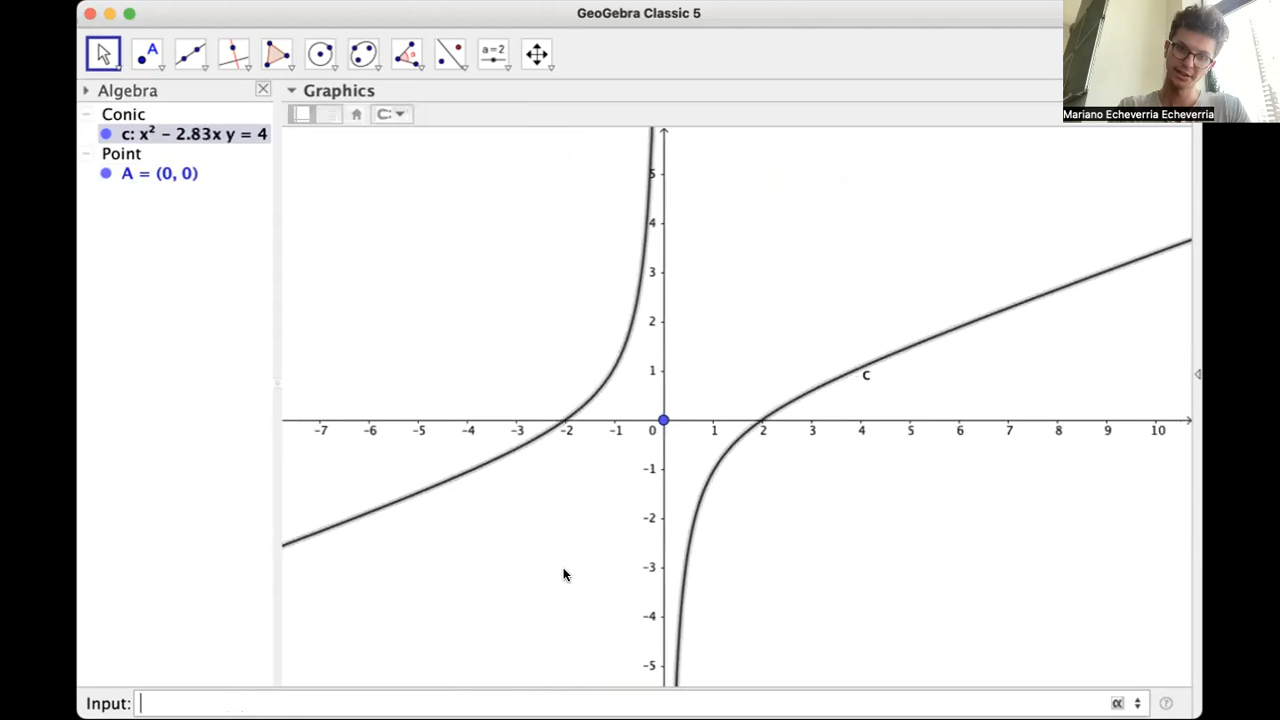 GeoGebra Classic 5
A
a=2
Algebra
Graphics
Conic
c: x² – 2.83x y = 4
Point
A = (0, 0)
Mariano Echeverria Echeverria
5
4
3
2
1
-7 -6 -5 -4 -3 -2 -1 0 1 2 3 4 5 6 7 8 9 10
-1
-2
-3
-4
-5
c
Input:
α
?